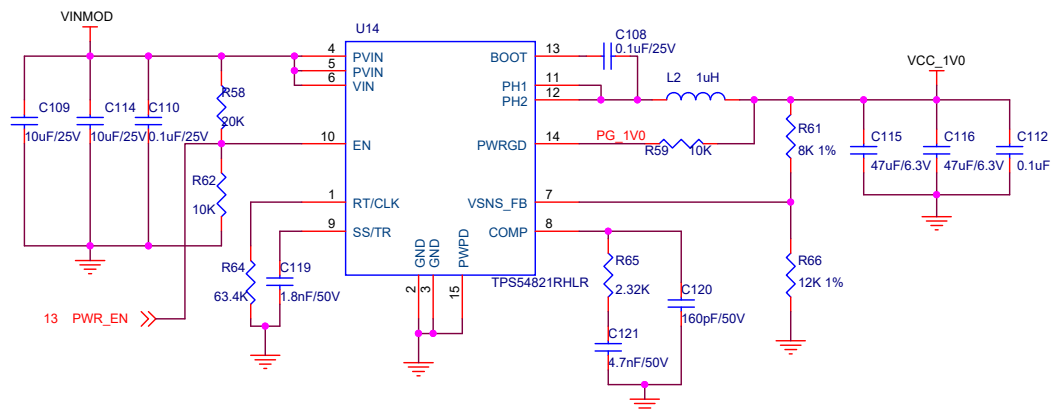 VINMOD
U14
C109
10uF/25V
C114
10uF/25V
C110
0.1uF/25V
R58
20K
R62
10K
13 PWR_EN
R64
63.4K
C119
1.8nF/50V
4 PVIN
5 PVIN
6 VIN
10 EN
1 RT/CLK
9 SS/TR
2 GND
3 GND
15 PWPD
BOOT 13
PH1 11
PH2 12
PWRGD 14
VSNS_FB 7
COMP 8
TPS54821RHLR
C108
0.1uF/25V
L2 1uH
PG_1V0
R59 10K
R65
2.32K
C121
4.7nF/50V
C120
160pF/50V
R61
8K 1%
R66
12K 1%
VCC_1V0
C115
47uF/6.3V
C116
47uF/6.3V
C112
0.1uF